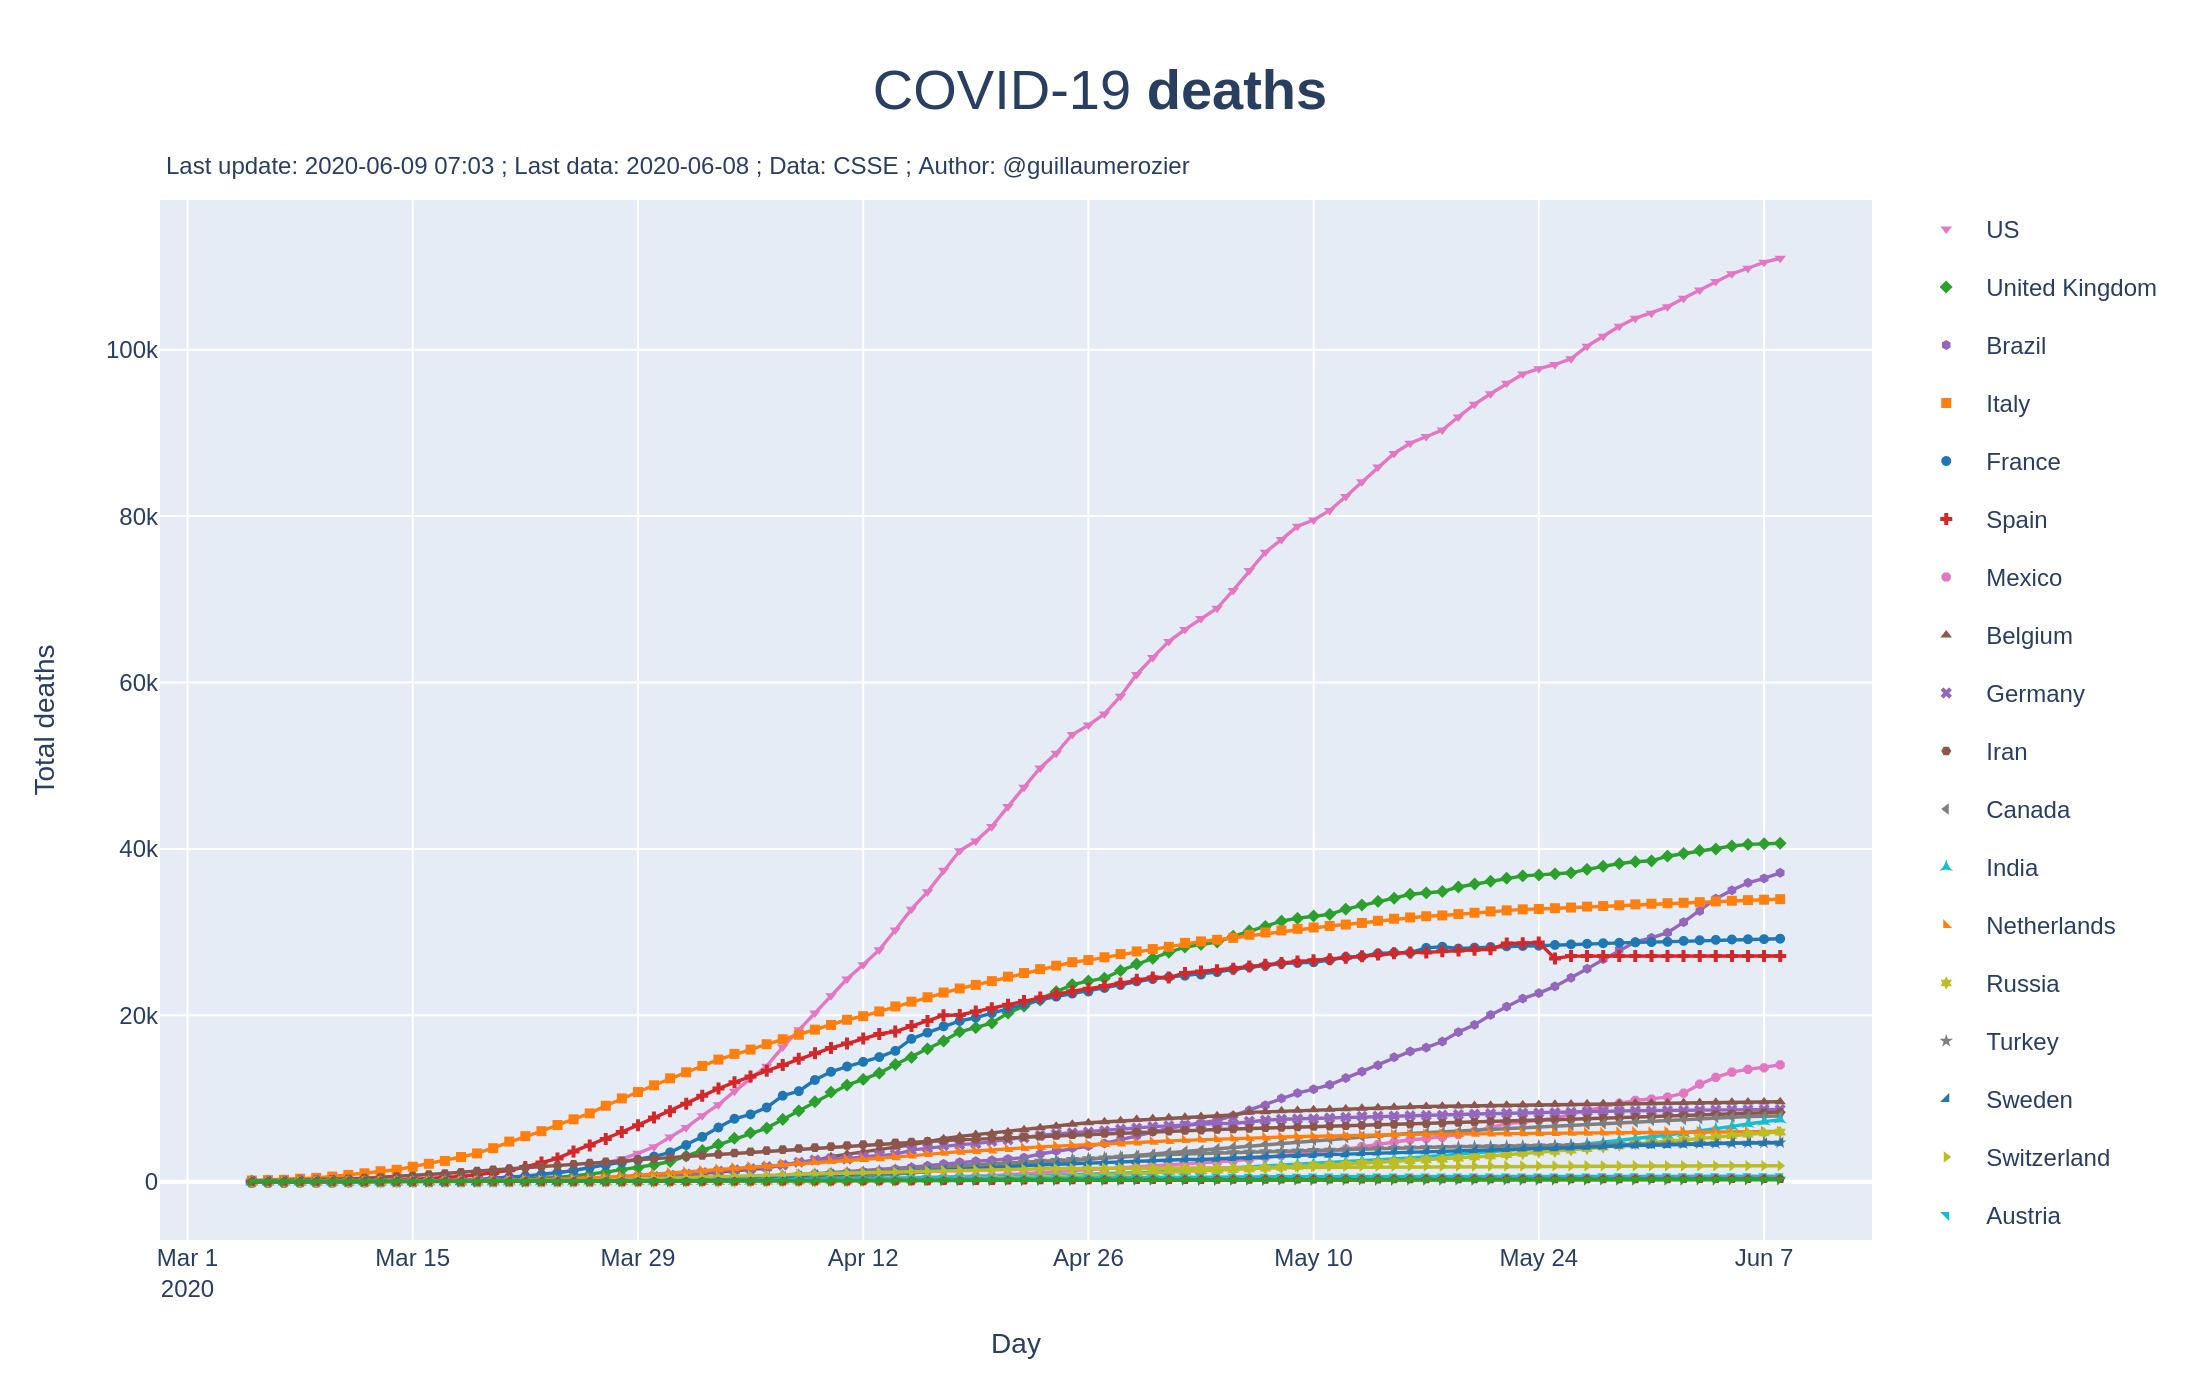 COVID-19 deaths
Last update: 2020-06-09 07:03 ; Last data: 2020-06-08 ; Data: CSSE ; Author: @guillaumerozier
Total deaths
100k
80k
60k
40k
20k
0
Mar 1
2020
Mar 15
Mar 29
Apr 12
Apr 26
May 10
May 24
Jun 7
Day
US
United Kingdom
Brazil
Italy
France
Spain
Mexico
Belgium
Germany
Iran
Canada
India
Netherlands
Russia
Turkey
Sweden
Switzerland
Austria